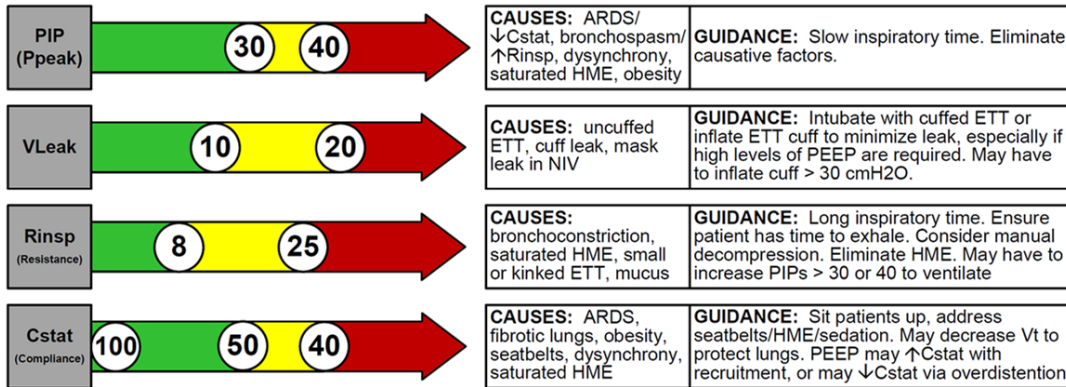 PIP
(Ppeak)
30
40
CAUSES: ARDS/
↓Cstat, bronchospasm/
↑Rinsp, dysynchrony,
saturated HME, obesity
GUIDANCE: Slow inspiratory time. Eliminate
causative factors.
VLeak
10
20
CAUSES: uncuffed
ETT, cuff leak, mask
leak in NIV
GUIDANCE: Intubate with cuffed ETT or
inflate ETT cuff to minimize leak, especially if
high levels of PEEP are required. May have
to inflate cuff > 30 cmH2O.
Rinsp
(Resistance)
8
25
CAUSES:
bronchoconstriction,
saturated HME, small
or kinked ETT, mucus
GUIDANCE: Long inspiratory time. Ensure
patient has time to exhale. Consider manual
decompression. Eliminate HME. May have to
increase PIPs > 30 or 40 to ventilate
Cstat
(Compliance)
100
50
40
CAUSES: ARDS,
fibrotic lungs, obesity,
seatbelts, dysynchrony,
saturated HME
GUIDANCE: Sit patients up, address
seatbelts/HME/sedation. May decrease Vt to
protect lungs. PEEP may ↑Cstat with
recruitment, or may ↓Cstat via overdistention